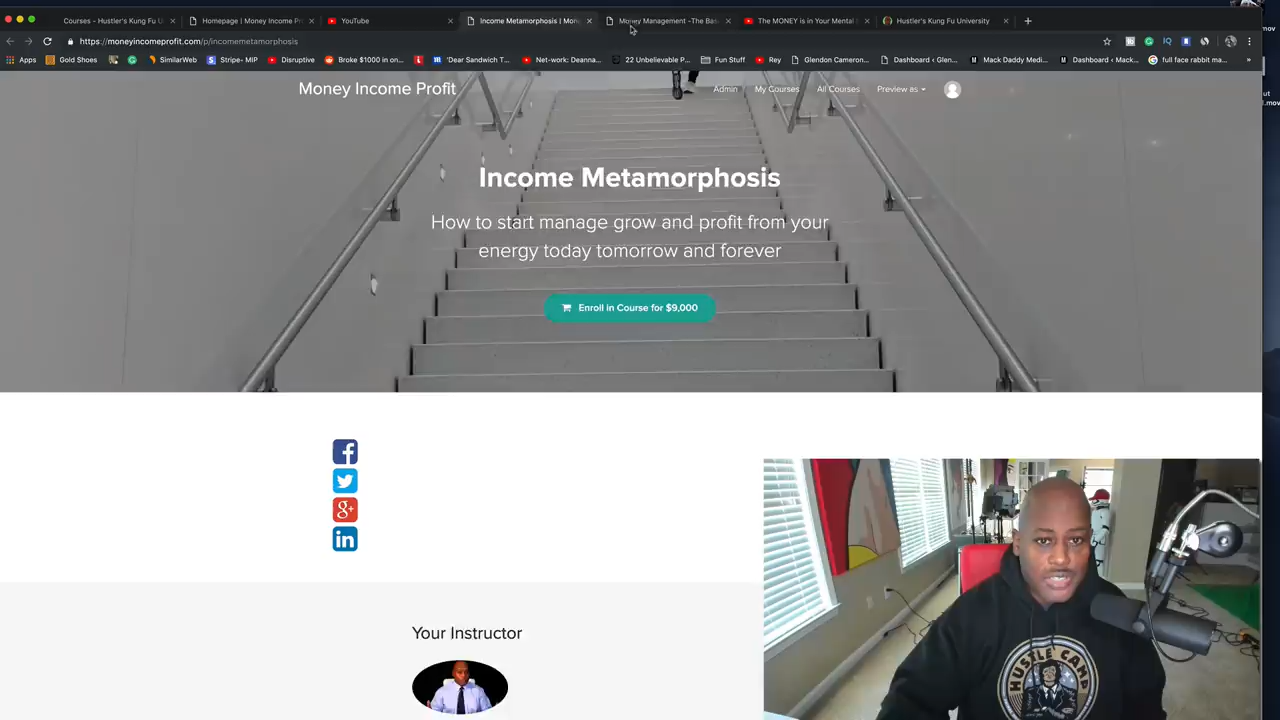 Courses - Hustler's Kung Fu U
Homepage | Money Income Pr
YouTube
Income Metamorphosis | Mon
Money Management -The Bas
The MONEY is in Your Mental
Hustler's Kung Fu University
https://moneyincomeprofit.com/p/incomemetamorphosis
Apps
Gold Shoes
SimilarWeb
Stripe- MIP
Disruptive
Broke $1000 in on...
'Dear Sandwich T...
Net-work: Deanna...
22 Unbelievable P...
Fun Stuff
Rey
Glendon Cameron...
Dashboard ‹ Glen...
Mack Daddy Medi...
Dashboard ‹ Mack...
full face rabbit ma...
»
Money Income Profit
Admin
My Courses
All Courses
Preview as
Income Metamorphosis
How to start manage grow and profit from your
energy today tomorrow and forever
Enroll in Course for $9,000
Your Instructor
HUSTLE CAMP